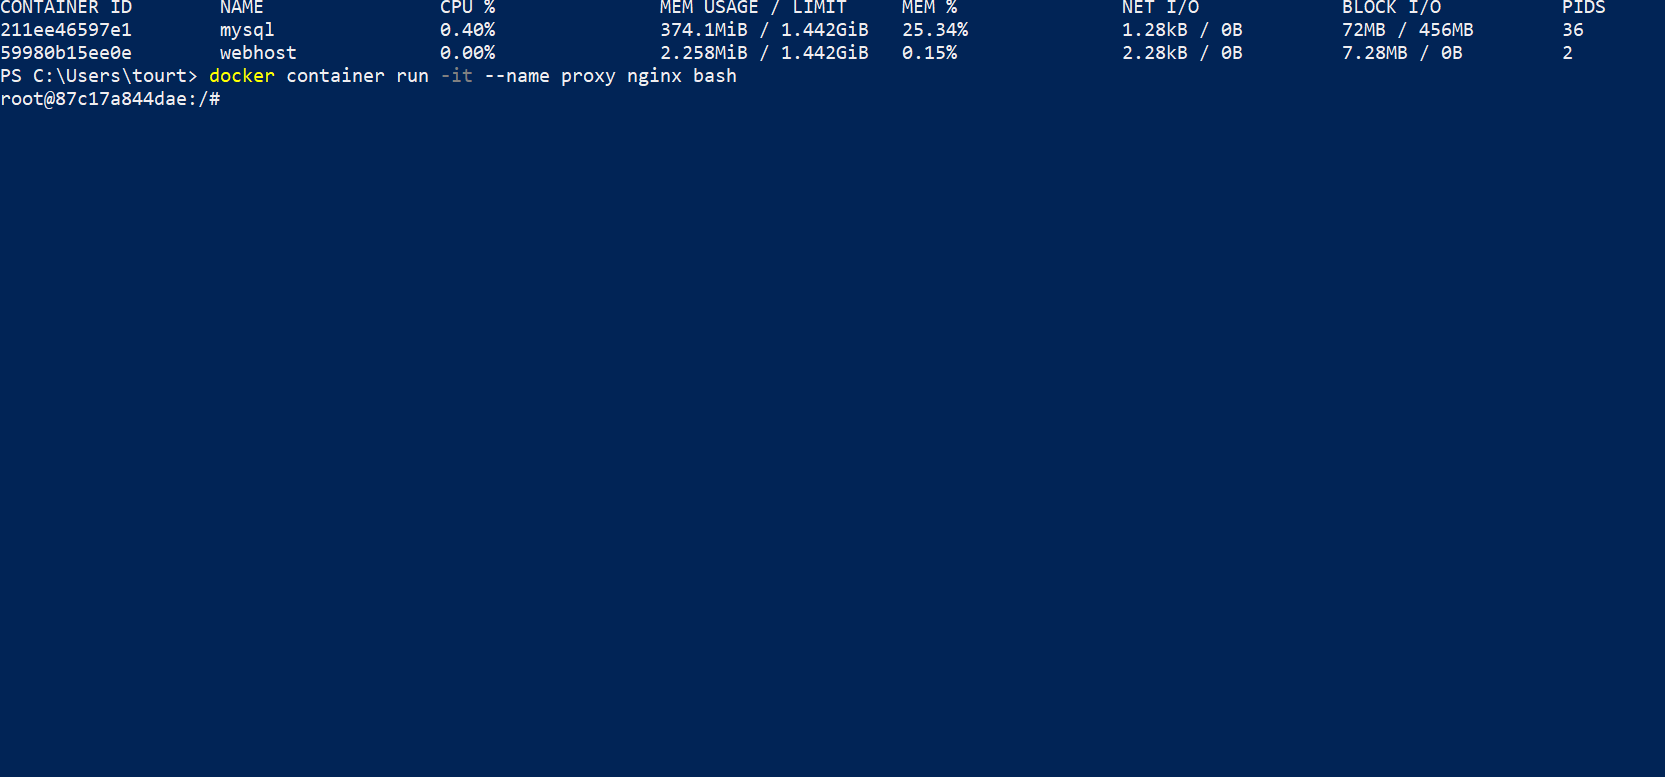 CONTAINER ID NAME CPU % MEM USAGE / LIMIT MEM % NET I/O BLOCK I/O PIDS
211ee46597e1 mysql 0.40% 374.1MiB / 1.442GiB 25.34% 1.28kB / 0B 72MB / 456MB 36
59980b15ee0e webhost 0.00% 2.258MiB / 1.442GiB 0.15% 2.28kB / 0B 7.28MB / 0B 2
PS C:\Users\tourt> docker container run -it --name proxy nginx bash
root@87c17a844dae:/#